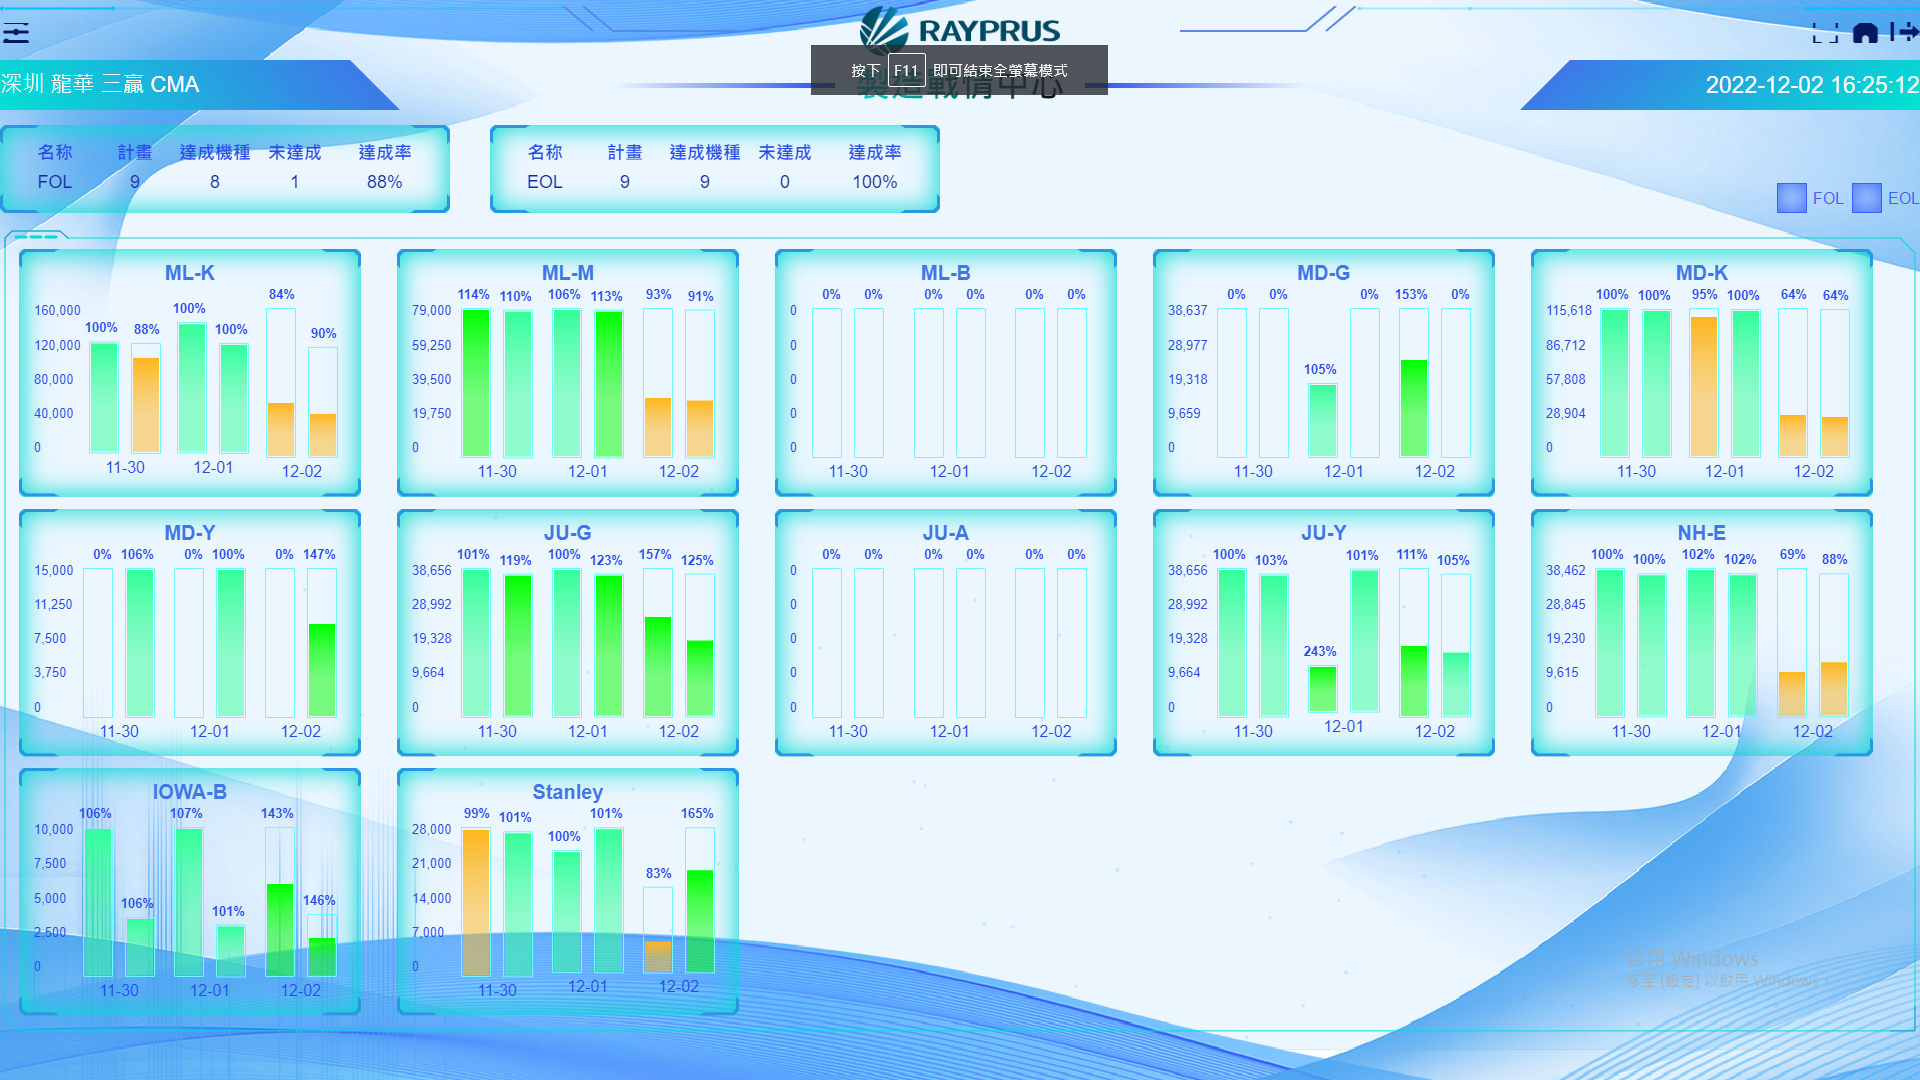 RAYPRUS
按下 F11 即可結束全螢幕模式
製造戰情中心
深圳 龍華 三贏 CMA
2022-12-02 16:25:12
名称 計畫 達成機種 未達成 達成率
FOL 9 8 1 88%
名称 計畫 達成機種 未達成 達成率
EOL 9 9 0 100%
FOL EOL
ML-K
100% 88% 100% 100% 84% 90%
160,000
120,000
80,000
40,000
0
11-30 12-01 12-02
ML-M
114% 110% 106% 113% 93% 91%
79,000
59,250
39,500
19,750
0
11-30 12-01 12-02
ML-B
0% 0% 0% 0% 0% 0%
0
0
0
0
0
11-30 12-01 12-02
MD-G
0% 0% 105% 0% 153% 0%
38,637
28,977
19,318
9,659
0
11-30 12-01 12-02
MD-K
100% 100% 95% 100% 64% 64%
115,618
86,712
57,808
28,904
0
11-30 12-01 12-02
MD-Y
0% 106% 0% 100% 0% 147%
15,000
11,250
7,500
3,750
0
11-30 12-01 12-02
JU-G
101% 119% 100% 123% 157% 125%
38,656
28,992
19,328
9,664
0
11-30 12-01 12-02
JU-A
0% 0% 0% 0% 0% 0%
0
0
0
0
0
11-30 12-01 12-02
JU-Y
100% 103% 243% 101% 111% 105%
38,656
28,992
19,328
9,664
0
11-30 12-01 12-02
NH-E
100% 100% 102% 102% 69% 88%
38,462
28,845
19,230
9,615
0
11-30 12-01 12-02
IOWA-B
106% 106% 107% 101% 143% 146%
10,000
7,500
5,000
2,500
0
11-30 12-01 12-02
Stanley
99% 101% 100% 101% 83% 165%
28,000
21,000
14,000
7,000
0
11-30 12-01 12-02
啟用 Windows
移至 [設定] 以啟用 Windows。